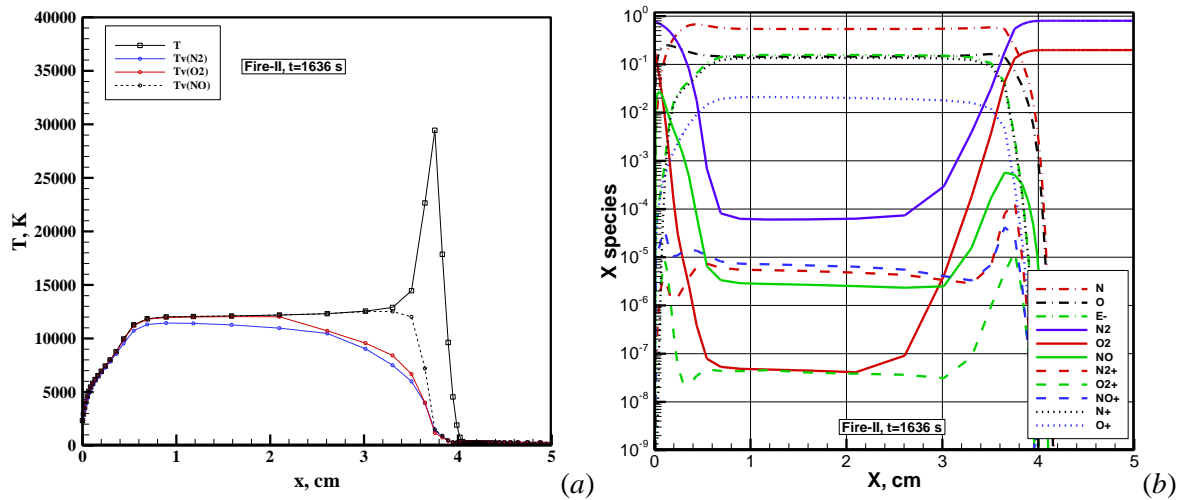 40000
35000
30000
25000
20000
15000
10000
5000
0
T, K
0 1 2 3 4 5
x, cm
T
Tv(N2)
Tv(O2)
Tv(NO)
Fire-II, t=1636 s
(a)
10^0
10^-1
10^-2
10^-3
10^-4
10^-5
10^-6
10^-7
10^-8
10^-9
X species
0 1 2 3 4 5
X, cm
Fire-II, t=1636 s
N
O
E-
N2
O2
NO
N2+
O2+
NO+
N+
O+
(b)